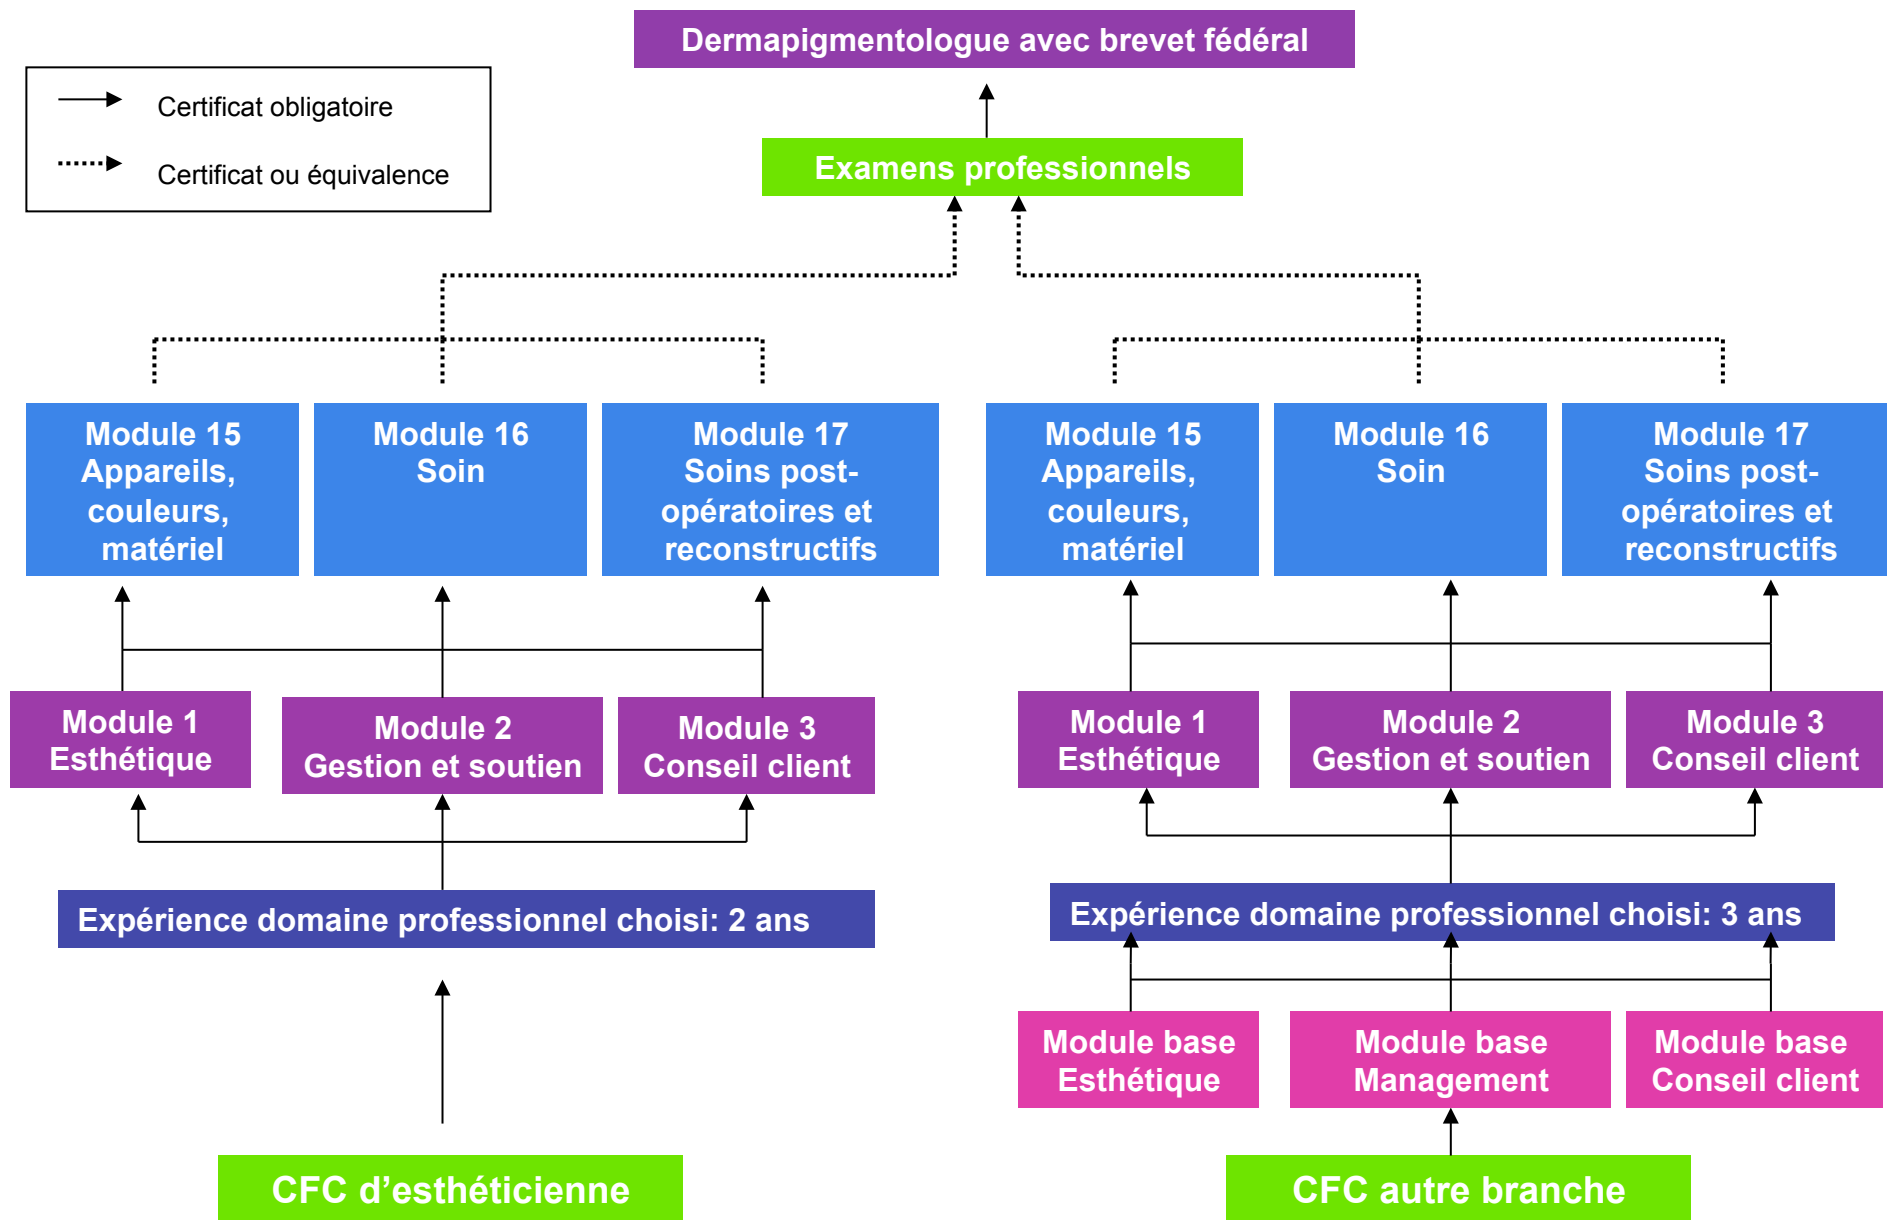 Dermapigmentologue avec brevet fédéral
Certificat obligatoire
Certificat ou équivalence
Examens professionnels
Module 15
Appareils,
couleurs,
matériel
Module 16
Soin
Module 17
Soins post-
opératoires et
reconstructifs
Module 15
Appareils,
couleurs,
matériel
Module 16
Soin
Module 17
Soins post-
opératoires et
reconstructifs
Module 1
Esthétique
Module 2
Gestion et soutien
Module 3
Conseil client
Module 1
Esthétique
Module 2
Gestion et soutien
Module 3
Conseil client
Expérience domaine professionnel choisi: 2 ans
Expérience domaine professionnel choisi: 3 ans
Module base
Esthétique
Module base
Management
Module base
Conseil client
CFC d’esthéticienne
CFC autre branche